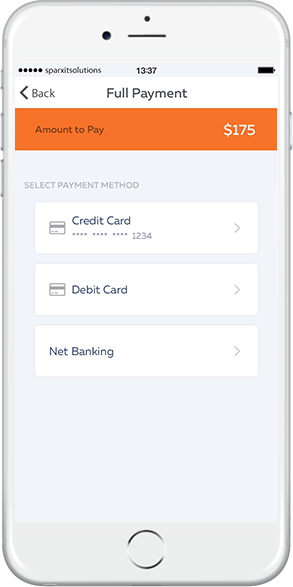 sparxitsolutions 13:37
Back Full Payment
Amount to Pay $175
SELECT PAYMENT METHOD
Credit Card
**** **** **** 1234
Debit Card
Net Banking